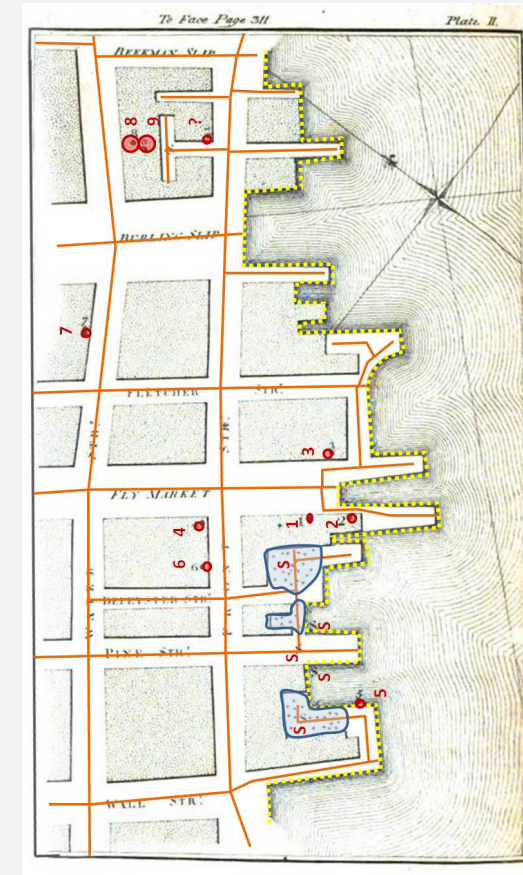 To Face Page 311
Plate. II.
BEEKMAN SLIP
8
9
?
BURLING SLIP
7
FLETCHER STR.T
STR.T
STR.T
3
FLY MARKET
1
2
4
6
6
S
DEPEYSTER STR.T
WATER
FRONT
PINE STR.T
S
S
S
S
5
WALL STR.T